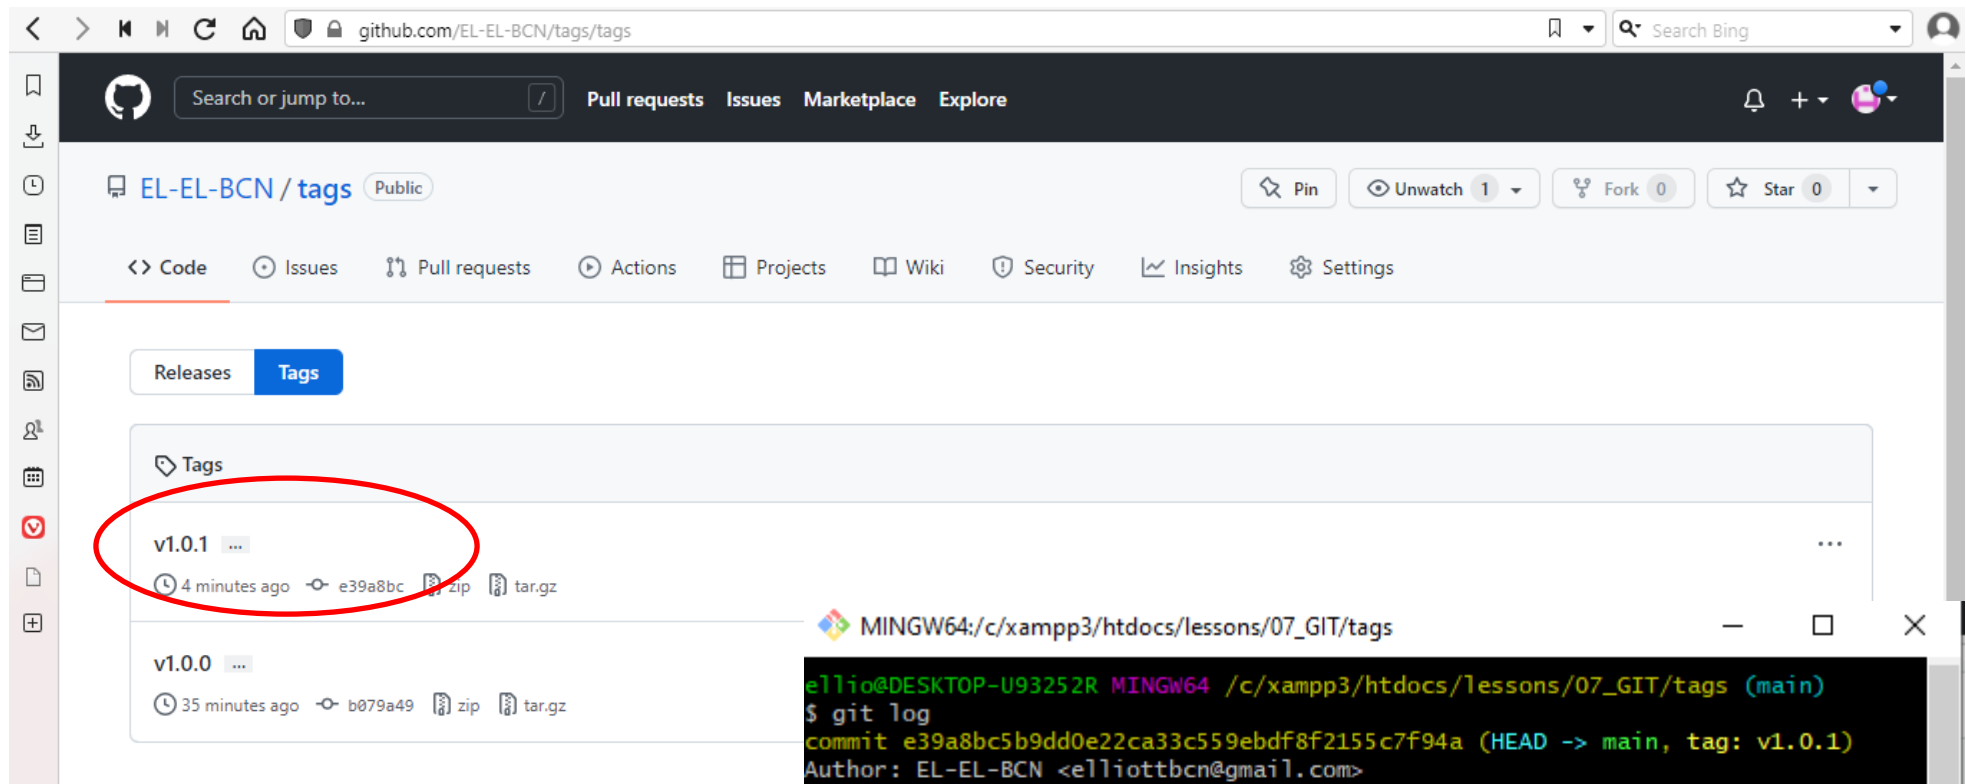 github.com/EL-EL-BCN/tags/tags
Search Bing
Search or jump to... /
Pull requests Issues Marketplace Explore
EL-EL-BCN / tags Public
Pin Unwatch 1 Fork 0 Star 0
<> Code Issues Pull requests Actions Projects Wiki Security Insights Settings
Releases Tags
Tags
v1.0.1 ...
4 minutes ago e39a8bc zip tar.gz
v1.0.0 ...
35 minutes ago b079a49 zip tar.gz
MINGW64:/c/xampp3/htdocs/lessons/07_GIT/tags
ellio@DESKTOP-U93252R MINGW64 /c/xampp3/htdocs/lessons/07_GIT/tags (main)
$ git log
commit e39a8bc5b9dd0e22ca33c559ebdf8f2155c7f94a (HEAD -> main, tag: v1.0.1)
Author: EL-EL-BCN <elliottbcn@gmail.com>